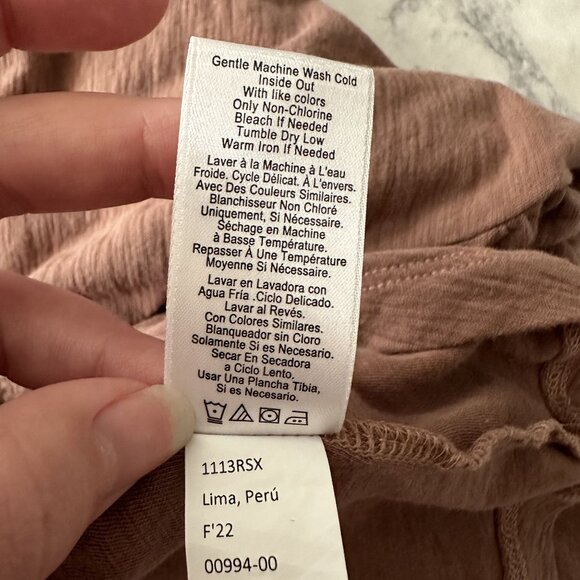 Gentle Machine Wash Cold
Inside Out
With like colors
Only Non-Chlorine
Bleach If Needed
Tumble Dry Low
Warm Iron If Needed
Laver à la Machine à L'eau
Froide. Cycle Délicat. À L'envers.
Avec Des Couleurs Similaires.
Blanchisseur Non Chloré
Uniquement, Si Nécessaire.
Séchage en Machine
à Basse Température.
Repasser À Une Température
Moyenne Si Nécessaire.
Lavar en Lavadora con
Agua Fría .Ciclo Delicado.
Lavar al Revés.
Con Colores Similares.
Blanqueador sin Cloro
Solamente Si es Necesario.
Secar En Secadora
a Ciclo Lento.
Usar Una Plancha Tibia,
Si es Necesario.
1113RSX
Lima, Perú
F'22
00994-00